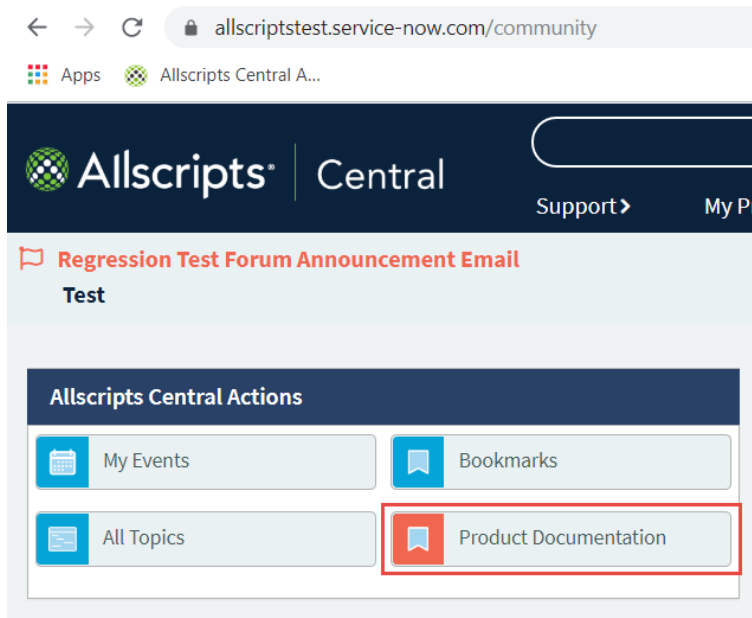 allscriptstest.service-now.com/community
Apps Allscripts Central A...
Allscripts® Central
Support> My P
Regression Test Forum Announcement Email
Test
Allscripts Central Actions
My Events Bookmarks
All Topics Product Documentation